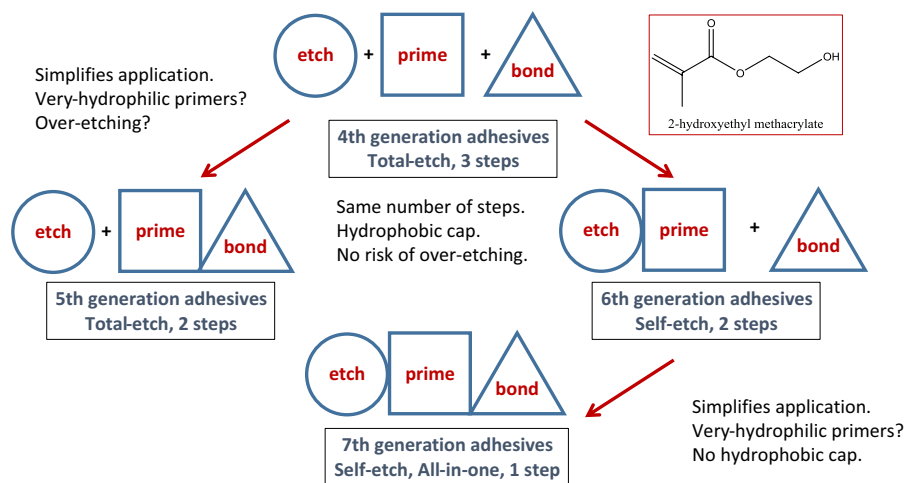 etch + prime + bond
OH
O
O
2-hydroxyethyl methacrylate
Simplifies application.
Very-hydrophilic primers?
Over-etching?
4th generation adhesives
Total-etch, 3 steps
etch + prime bond
Same number of steps.
Hydrophobic cap.
No risk of over-etching.
etch prime + bond
5th generation adhesives
Total-etch, 2 steps
6th generation adhesives
Self-etch, 2 steps
etch prime bond
7th generation adhesives
Self-etch, All-in-one, 1 step
Simplifies application.
Very-hydrophilic primers?
No hydrophobic cap.